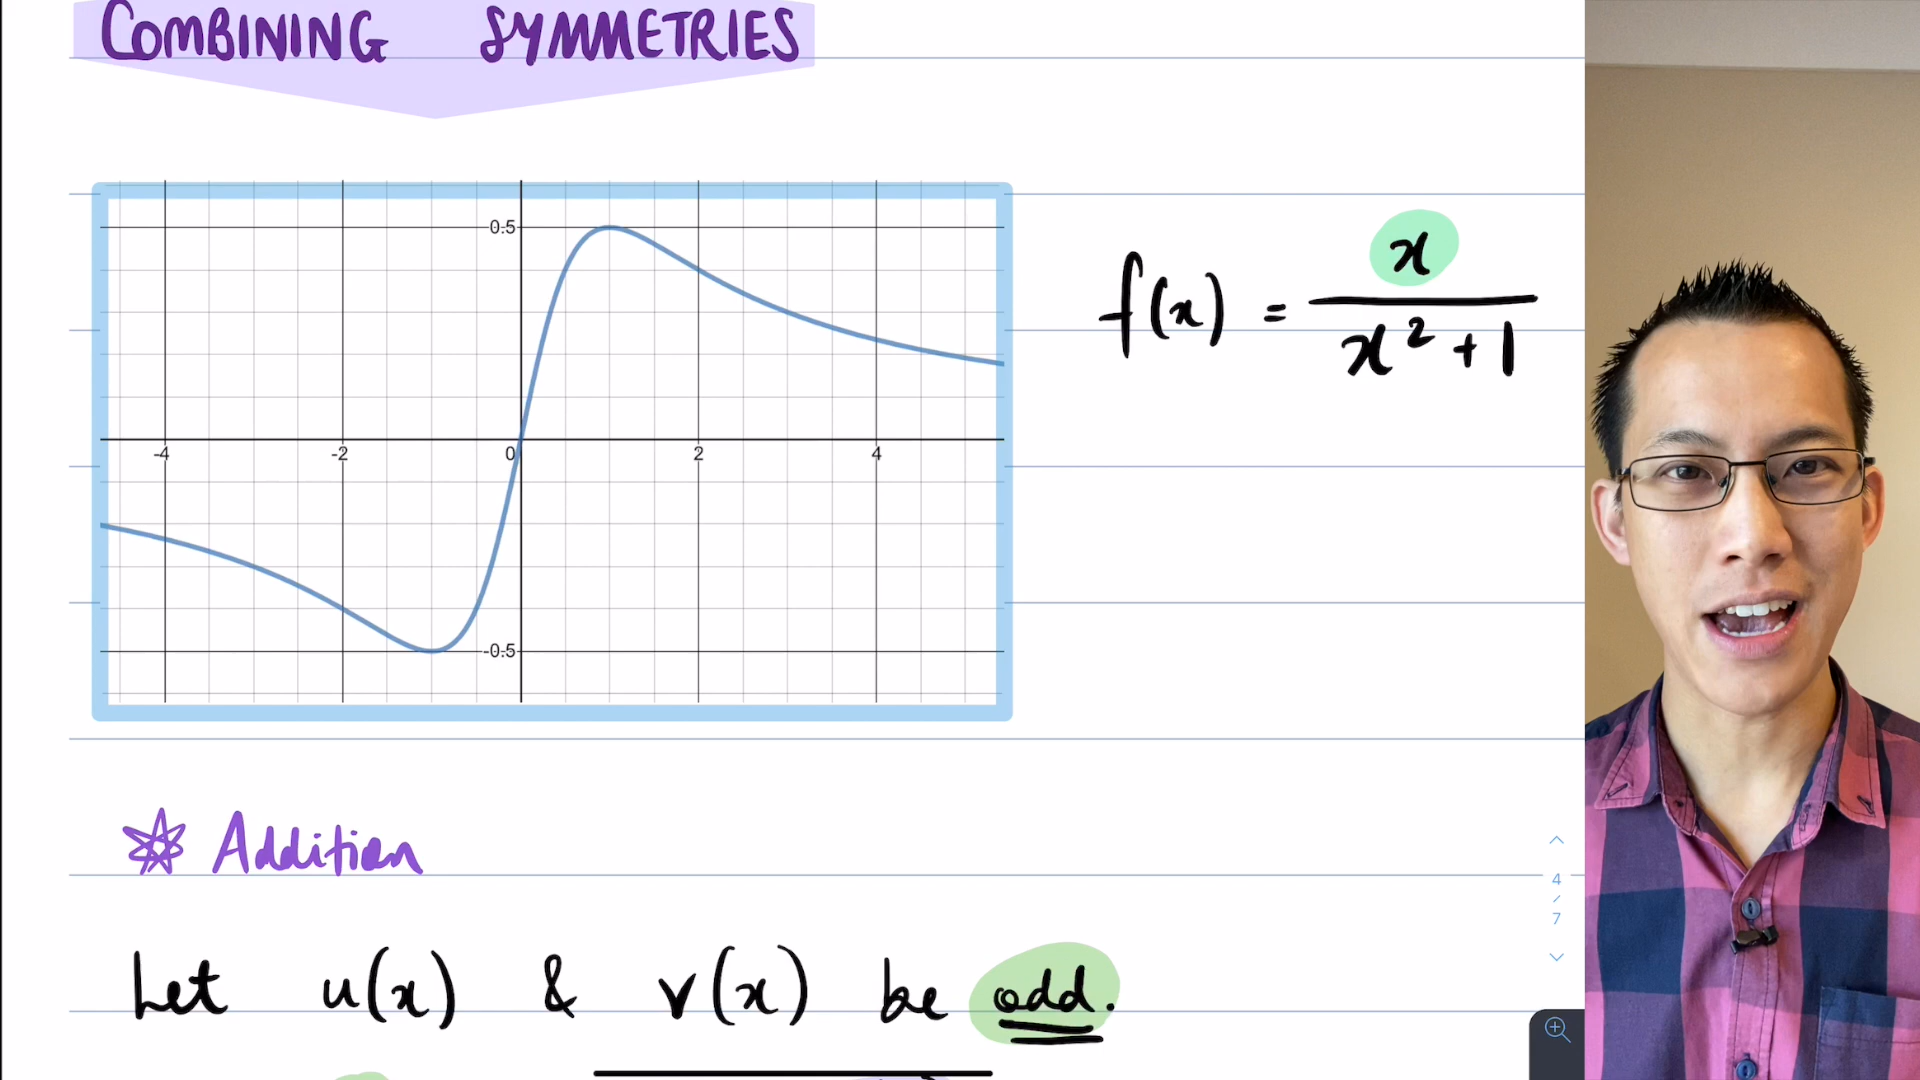 COMBINING SYMMETRIES
0.5
-4 -2 0 2 4
-0.5
f(x) = x / x² + 1
Addition
4
7
Let u(x) & v(x) be odd.